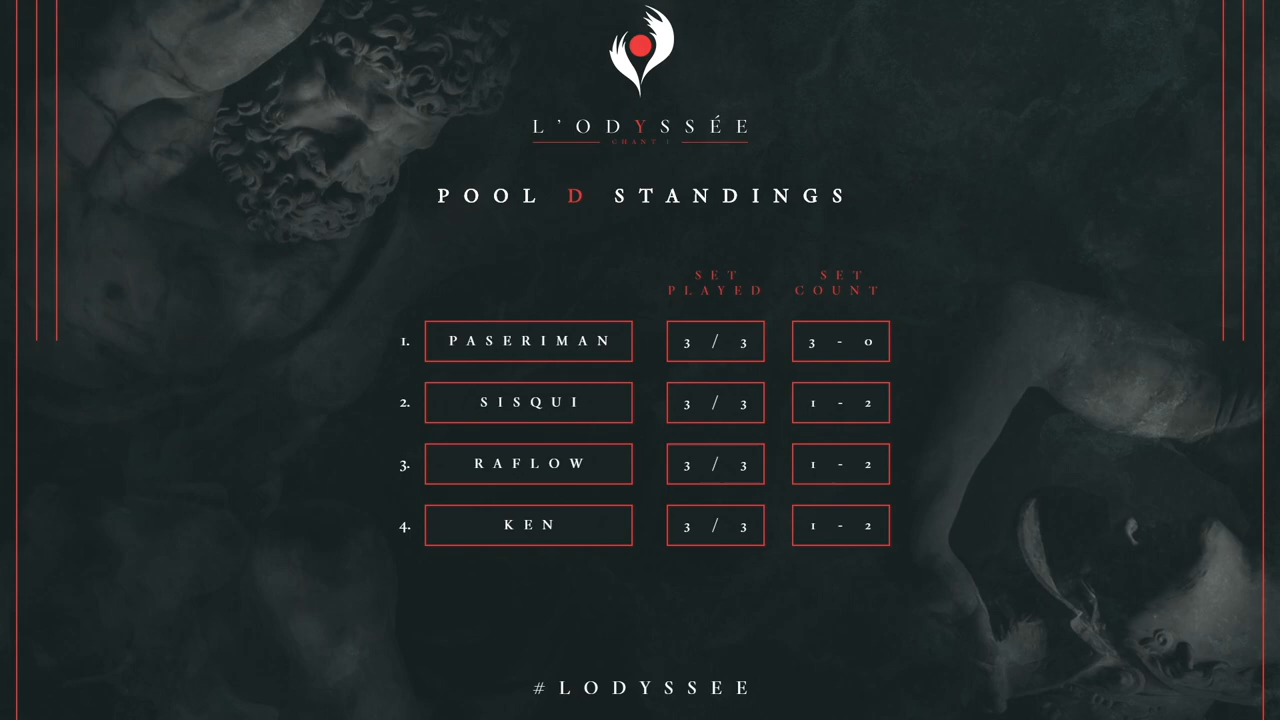 L'ODYSSÉE
CHANT I
POOL D STANDINGS
SET PLAYED SET COUNT
1. PASERIMAN 3 / 3 3 - 0
2. SISQUI 3 / 3 1 - 2
3. RAFLOW 3 / 3 1 - 2
4. KEN 3 / 3 1 - 2
#LODYSSEE